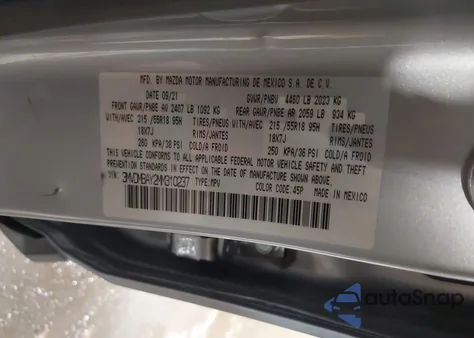 MFD. BY MAZDA MOTOR MANUFACTURING DE MEXICO S.A. DE C.V.
DATE 09/21 GVWR/PNBV 4460 LB 2023 KG
FRONT GAWR/PNBE AV 2407 LB 1092 KG REAR GAWR/PNBE AR 2059 LB 934 KG
WITH/AVEC TIRES/PNEUS WITH/AVEC TIRES/PNEUS
215 /55R18 95H RIMS/JANTES 215 /55R18 95H RIMS/JANTES
18X7J 18X7J
250 KPA/36 PSI COLD/A FROID 250 KPA/36 PSI COLD/A FROID
THIS VEHICLE CONFORMS TO ALL APPLICABLE FEDERAL MOTOR VEHICLE SAFETY AND THEFT
PREVENTION STANDARDS IN EFFECT ON THE DATE OF MANUFACTURE SHOWN ABOVE.
TYPE:MPV COLOR CODE: 45P MADE IN MEXICO
autoSnap